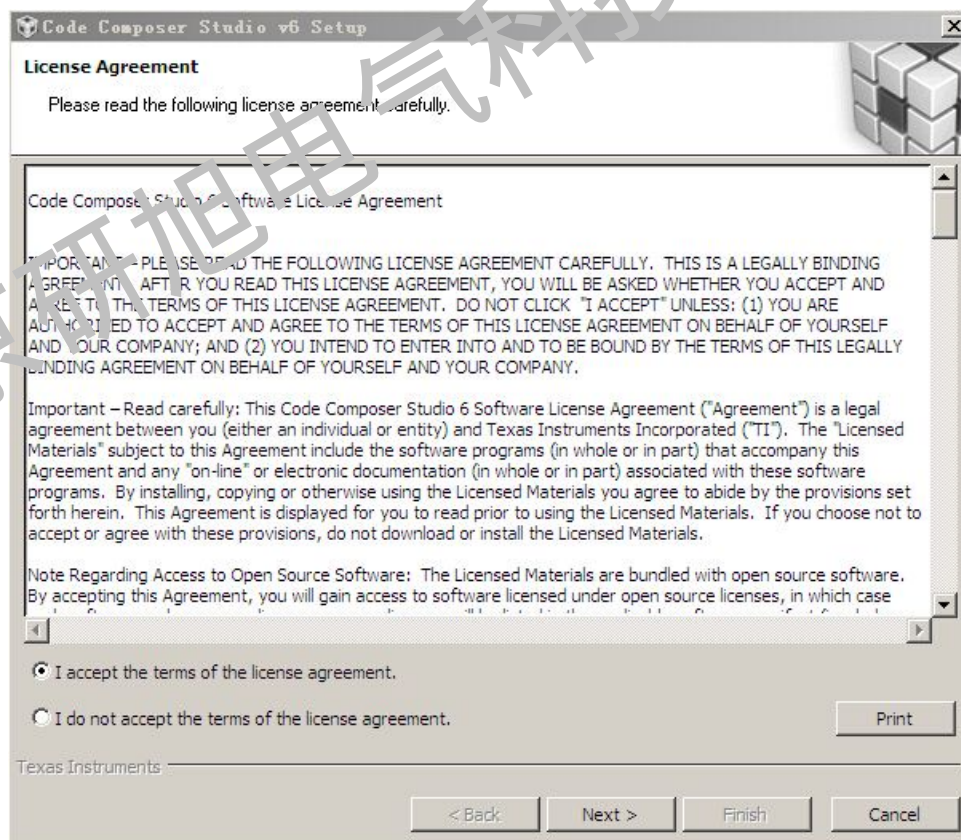 Code Composer Studio v6 Setup
License Agreement
Please read the following license agreement carefully.
Code Composer Studio 6 Software License Agreement
IMPORTANT – PLEASE READ THE FOLLOWING LICENSE AGREEMENT CAREFULLY. THIS IS A LEGALLY BINDING
AGREEMENT. AFTER YOU READ THIS LICENSE AGREEMENT, YOU WILL BE ASKED WHETHER YOU ACCEPT AND
AGREE TO THE TERMS OF THIS LICENSE AGREEMENT. DO NOT CLICK "I ACCEPT" UNLESS: (1) YOU ARE
AUTHORIZED TO ACCEPT AND AGREE TO THE TERMS OF THIS LICENSE AGREEMENT ON BEHALF OF YOURSELF
AND YOUR COMPANY; AND (2) YOU INTEND TO ENTER INTO AND TO BE BOUND BY THE TERMS OF THIS LEGALLY
BINDING AGREEMENT ON BEHALF OF YOURSELF AND YOUR COMPANY.
Important – Read carefully: This Code Composer Studio 6 Software License Agreement ("Agreement") is a legal
agreement between you (either an individual or entity) and Texas Instruments Incorporated ("TI"). The "Licensed
Materials" subject to this Agreement include the software programs (in whole or in part) that accompany this
Agreement and any "on-line" or electronic documentation (in whole or in part) associated with these software
programs. By installing, copying or otherwise using the Licensed Materials you agree to abide by the provisions set
forth herein. This Agreement is displayed for you to read prior to using the Licensed Materials. If you choose not to
accept or agree with these provisions, do not download or install the Licensed Materials.
Note Regarding Access to Open Source Software: The Licensed Materials are bundled with open source software.
By accepting this Agreement, you will gain access to software licensed under open source licenses, in which case
I accept the terms of the license agreement.
I do not accept the terms of the license agreement.
Print
Texas Instruments
< Back
Next >
Finish
Cancel
研旭电气科